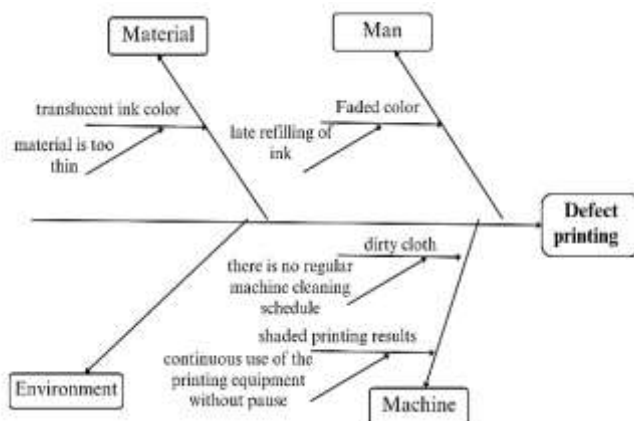 Material
Man
translucent ink color
material is too
thin
Faded color
late refilling of
ink
Defect
printing
dirty cloth
there is no regular
machine cleaning
schedule
shaded printing results
continuous use of the
printing equipment
without pause
Environment
Machine